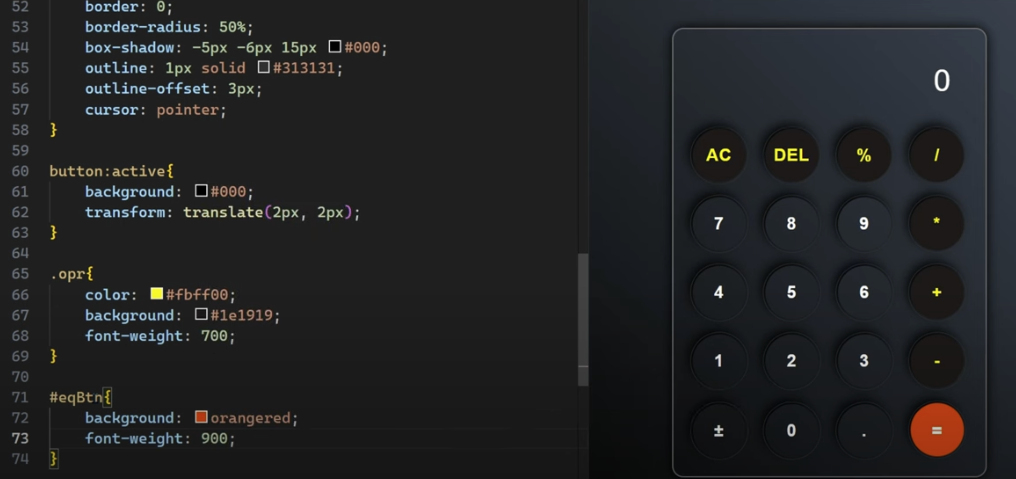 52 border: 0;
53 border-radius: 50%;
54 box-shadow: -5px -6px 15px #000;
55 outline: 1px solid #313131;
56 outline-offset: 3px;
57 cursor: pointer;
58 }
59
60 button:active{
61 background: #000;
62 transform: translate(2px, 2px);
63 }
64
65 .opr{
66 color: #fbff00;
67 background: #1e1919;
68 font-weight: 700;
69 }
70
71 #eqBtn{
72 background: orangered;
73 font-weight: 900;
74 }
0
AC DEL % /
7 8 9 *
4 5 6 +
1 2 3 -
± 0 . =